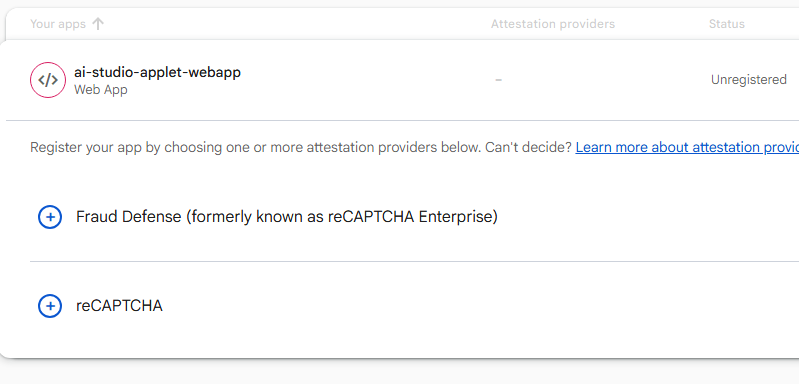 Your apps ↑ Attestation providers Status
</> ai-studio-applet-webapp – Unregistered
Web App
Register your app by choosing one or more attestation providers below. Can't decide? Learn more about attestation
Fraud Defense (formerly known as reCAPTCHA Enterprise)
reCAPTCHA